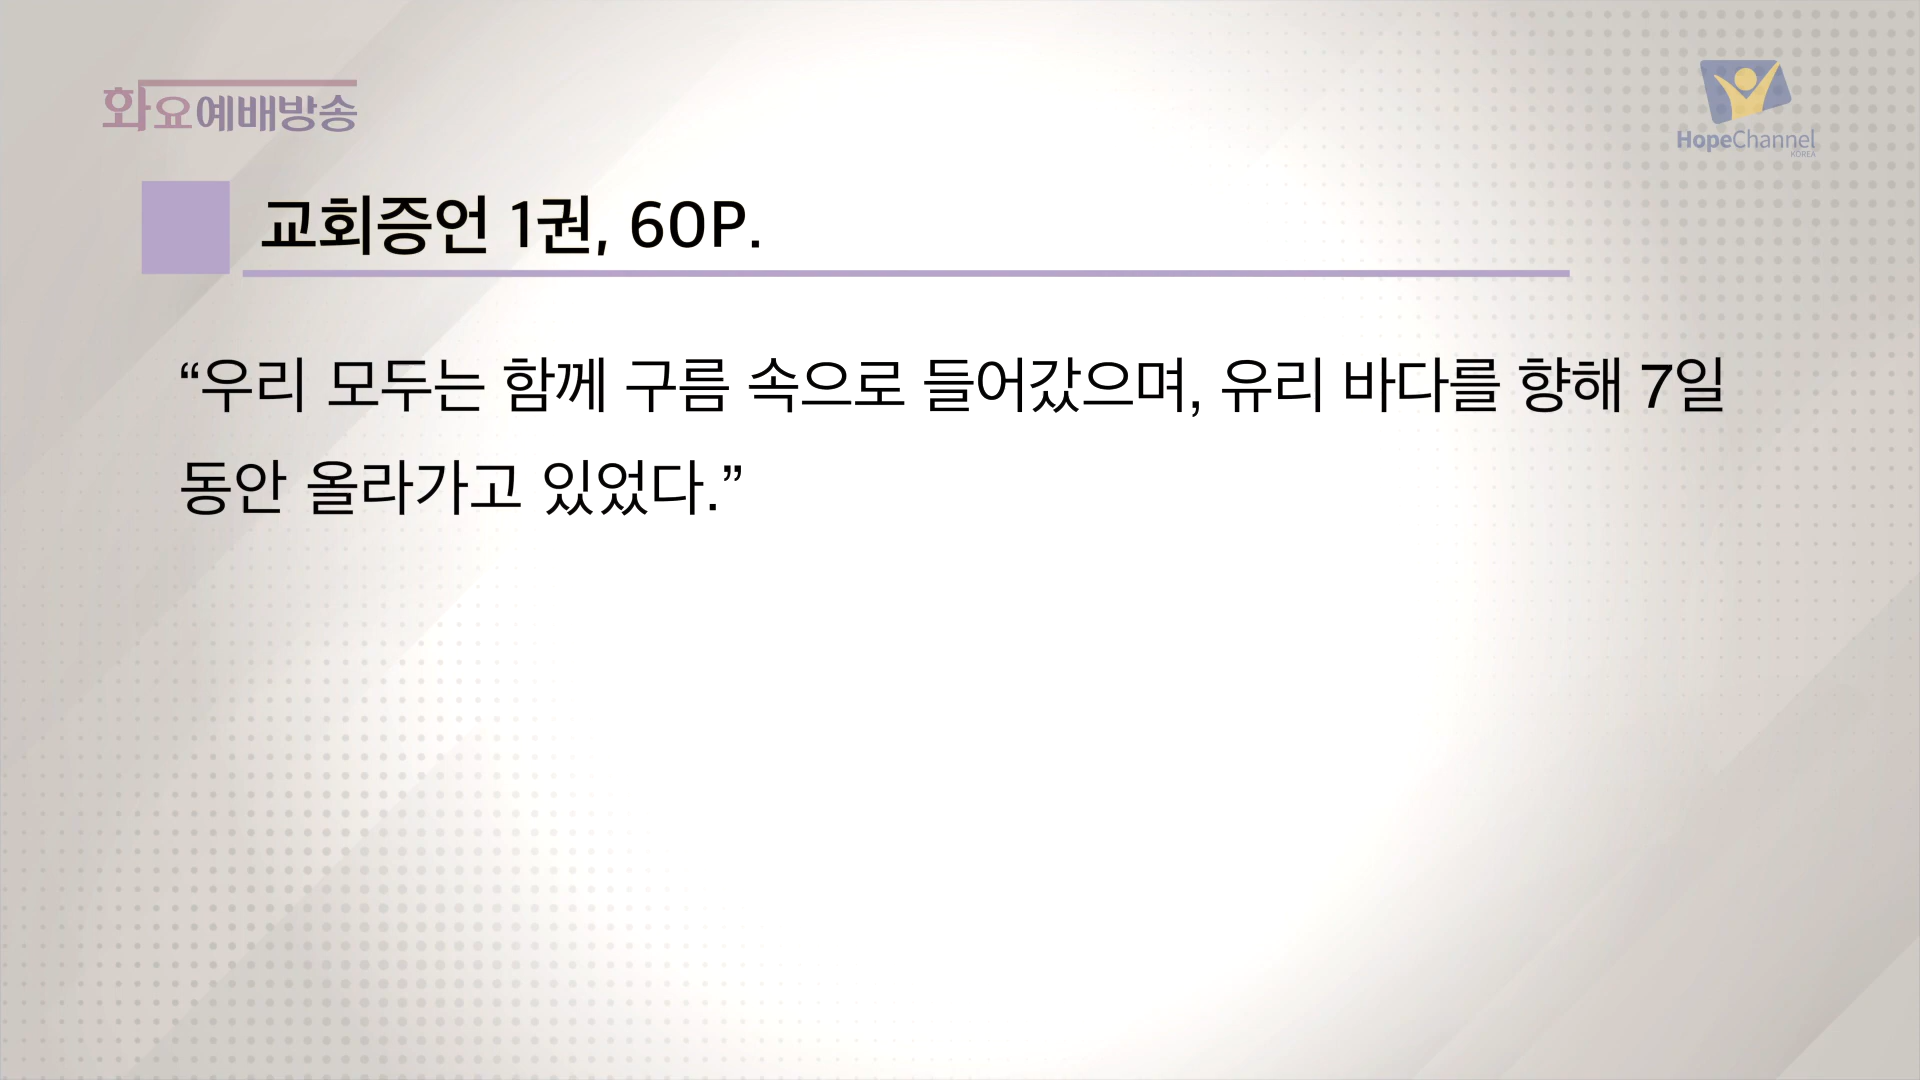 화요예배방송
HopeChannel
KOREA
교회증언 1권, 60P.
“우리 모두는 함께 구름 속으로 들어갔으며, 유리 바다를 향해 7일
동안 올라가고 있었다.”